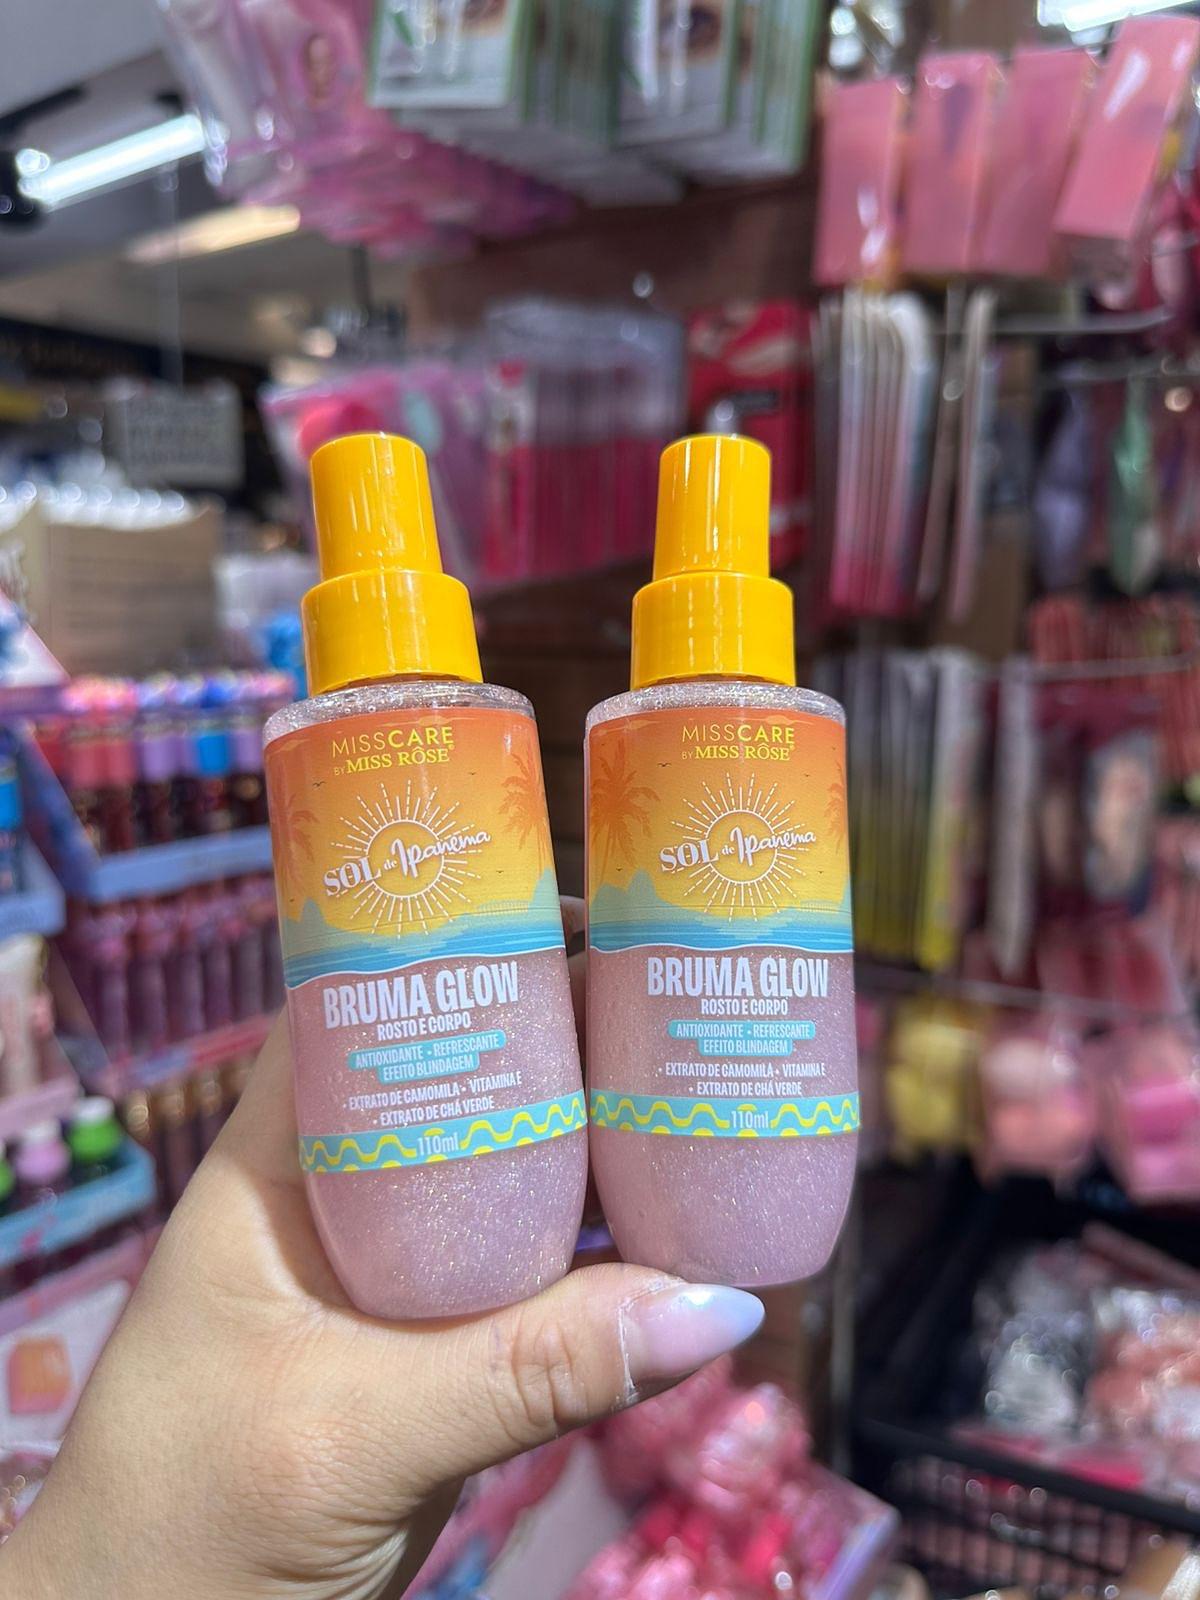 MISSCARE
BY MISS RÔSE®
SOL de Ipanema
BRUMA GLOW
ROSTO E CORPO
ANTIOXIDANTE • REFRESCANTE
EFEITO BLINDAGEM
• EXTRATO DE CAMOMILA • VITAMINA E
• EXTRATO DE CHÁ VERDE
110ml
MISSCARE
BY MISS RÔSE®
SOL de Ipanema
BRUMA GLOW
ROSTO E CORPO
ANTIOXIDANTE • REFRESCANTE
EFEITO BLINDAGEM
• EXTRATO DE CAMOMILA • VITAMINA E
• EXTRATO DE CHÁ VERDE
110ml